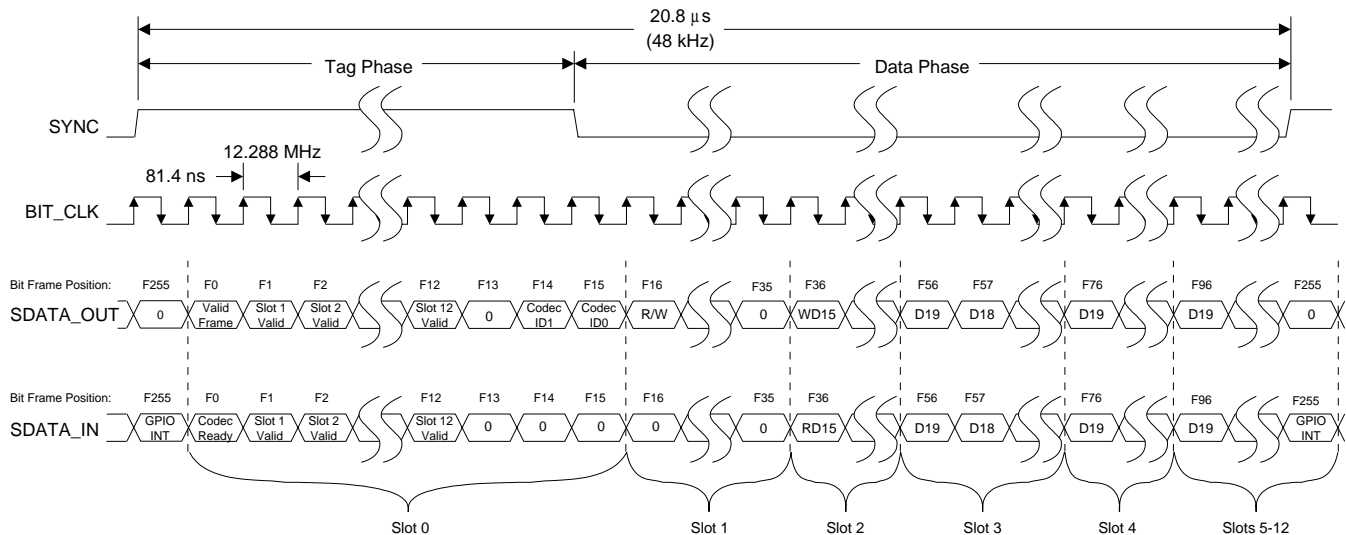 20.8 μs
(48 kHz)
Tag Phase
Data Phase
SYNC
12.288 MHz
81.4 ns
BIT_CLK
Bit Frame Position: F255 F0 F1 F2 F12 F13 F14 F15 F16 F35 F36 F56 F57 F76 F96 F255
SDATA_OUT 0 Valid Frame Slot 1 Valid Slot 2 Valid Slot 12 Valid 0 Codec ID1 Codec ID0 R/W 0 WD15 D19 D18 D19 D19 0
Bit Frame Position: F255 F0 F1 F2 F12 F13 F14 F15 F16 F35 F36 F56 F57 F76 F96 F255
SDATA_IN GPIO INT Codec Ready Slot 1 Valid Slot 2 Valid Slot 12 Valid 0 0 0 0 0 RD15 D19 D18 D19 D19 GPIO INT
Slot 0 Slot 1 Slot 2 Slot 3 Slot 4 Slots 5-12